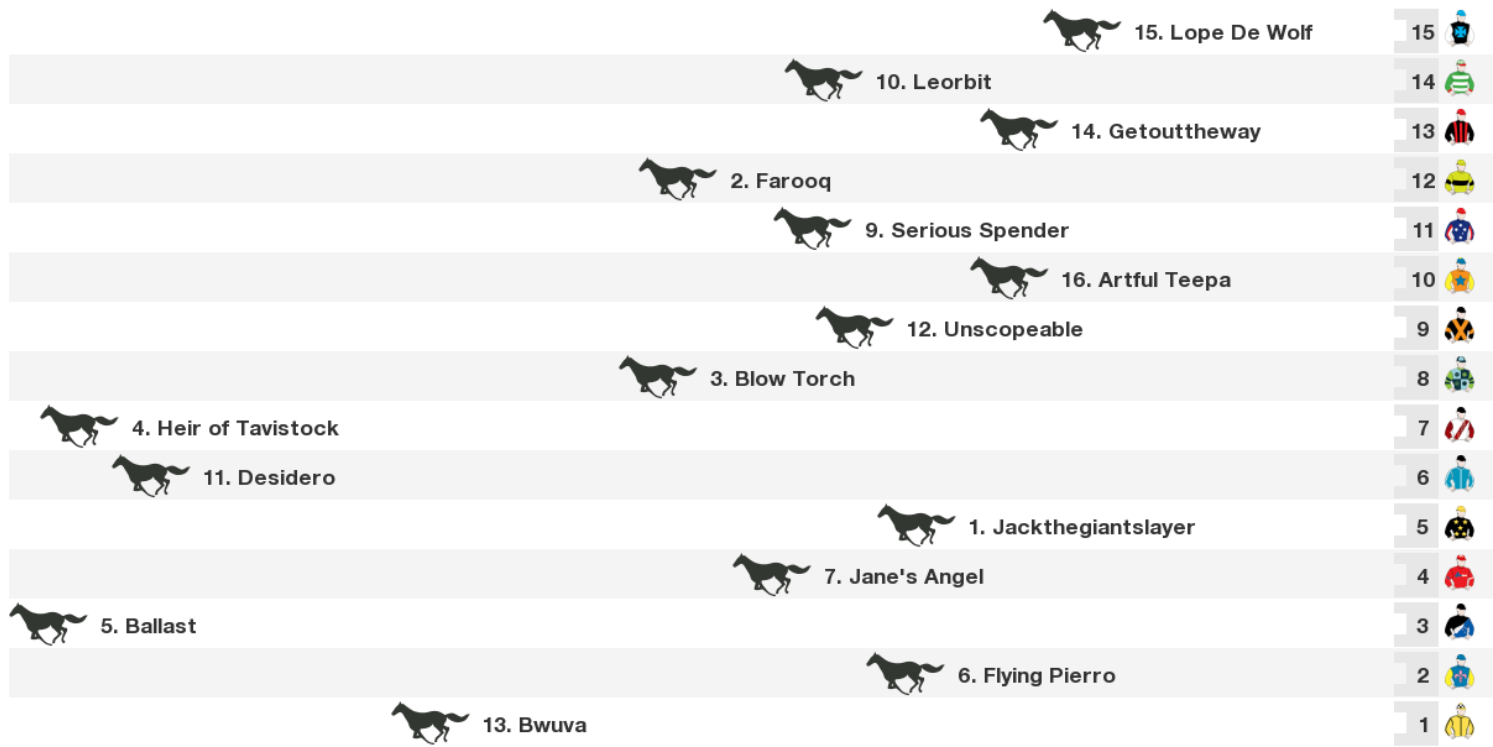 15. Lope De Wolf 15
10. Leorbit 14
14. Getouttheway 13
2. Farooq 12
9. Serious Spender 11
16. Artful Teepa 10
12. Unscopeable 9
3. Blow Torch 8
4. Heir of Tavistock 7
11. Desidero 6
1. Jackthegiantslayer 5
7. Jane's Angel 4
5. Ballast 3
6. Flying Pierro 2
13. Bwuva 1